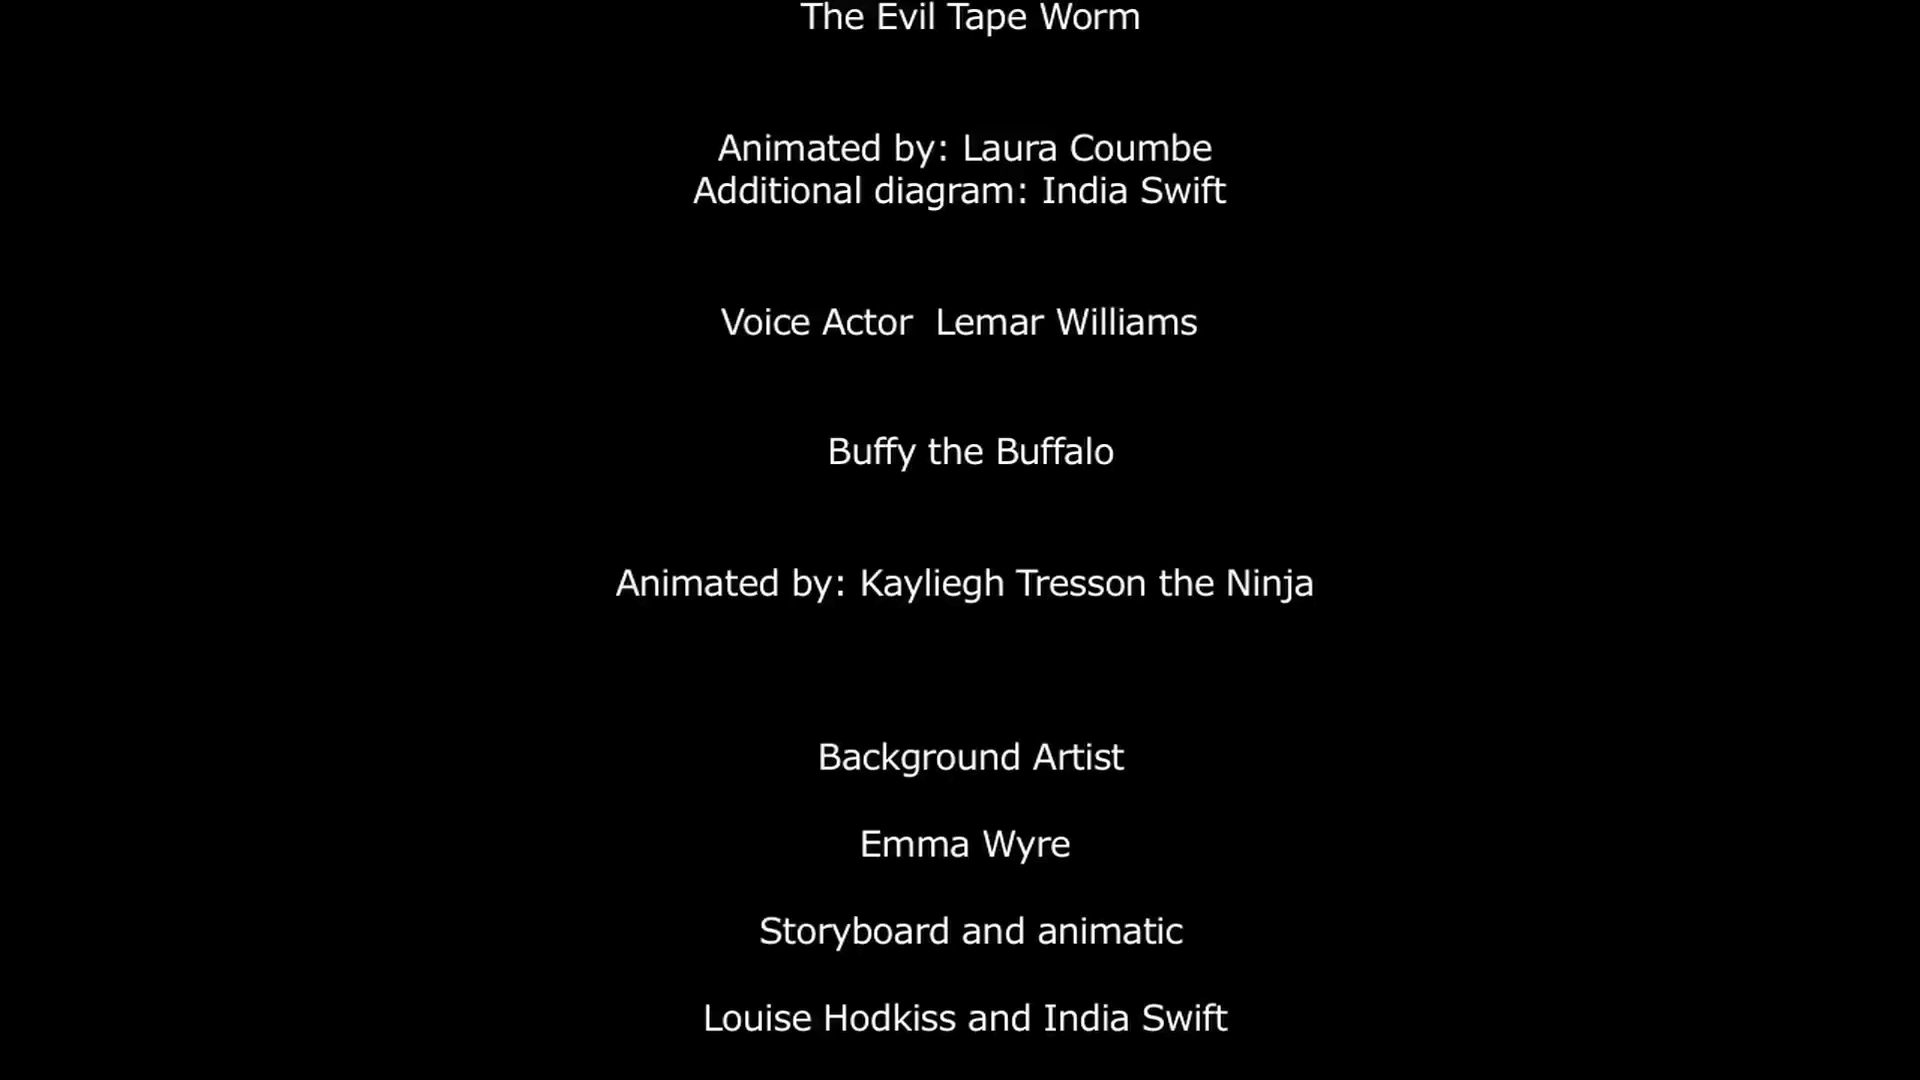 The Evil Tape Worm
Animated by: Laura Coumbe
Additional diagram: India Swift
Voice Actor  Lemar Williams
Buffy the Buffalo
Animated by: Kayliegh Tresson the Ninja
Background Artist
Emma Wyre
Storyboard and animatic
Louise Hodkiss and India Swift